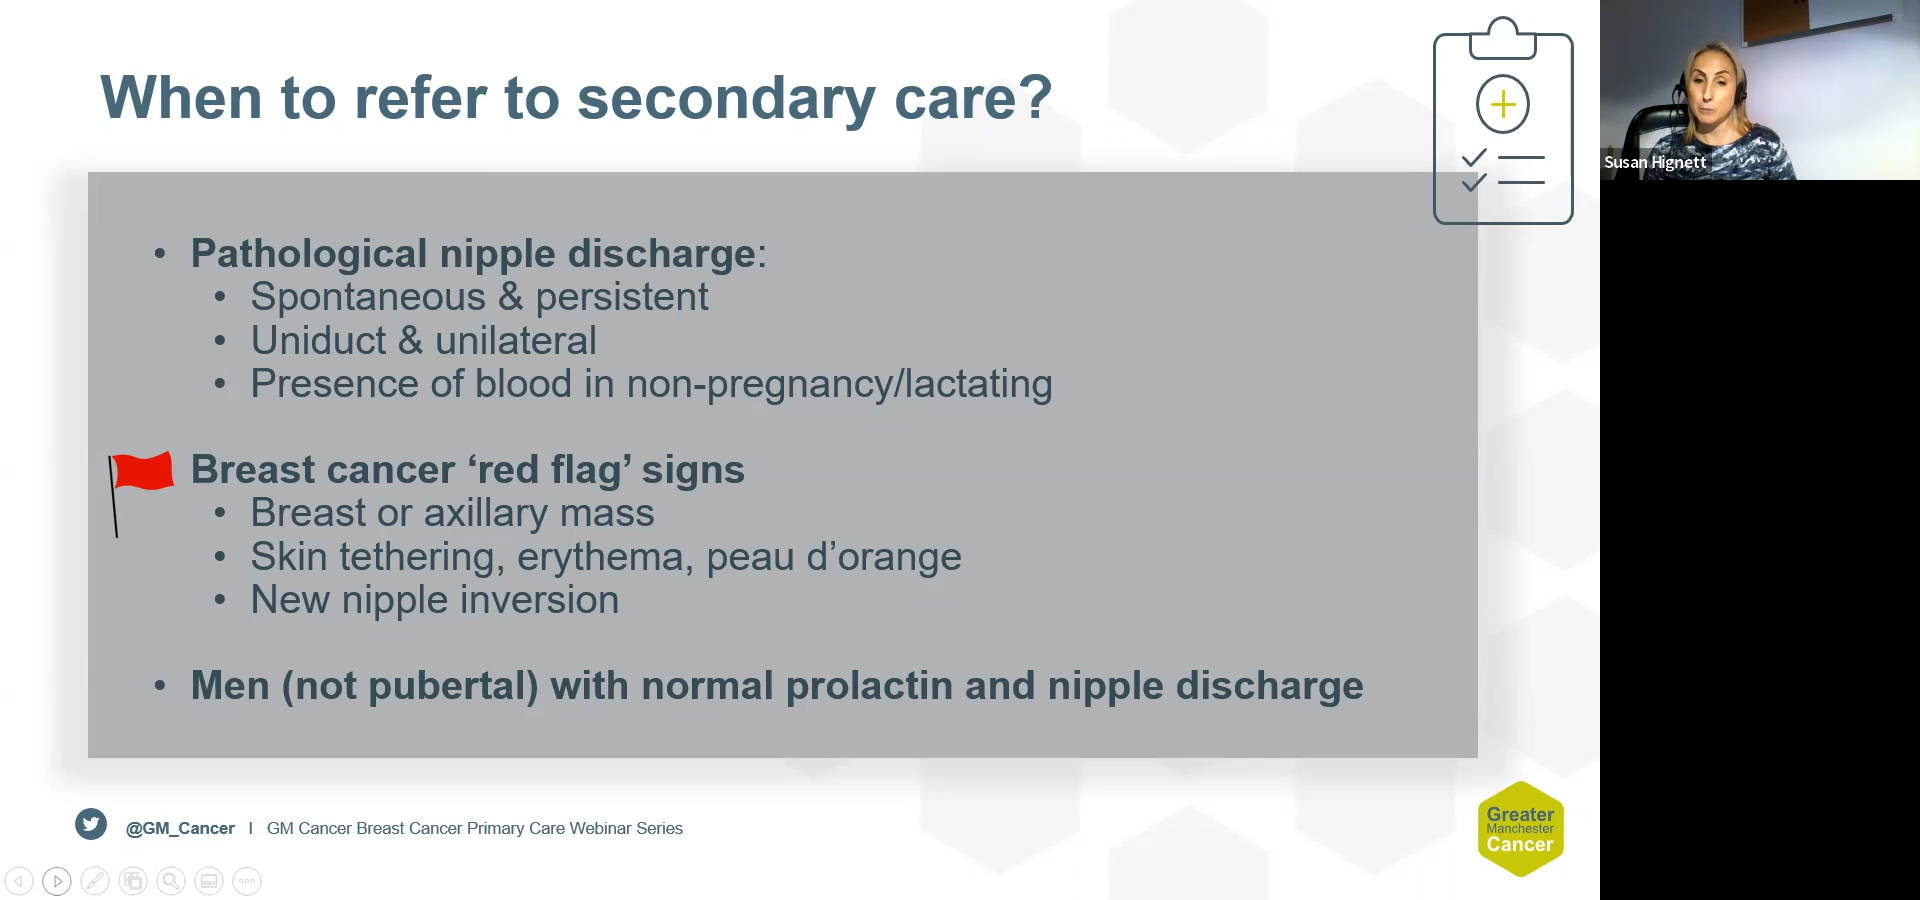 When to refer to secondary care?
Susan Hignett
• Pathological nipple discharge:
• Spontaneous & persistent
• Uniduct & unilateral
• Presence of blood in non-pregnancy/lactating
Breast cancer ‘red flag’ signs
• Breast or axillary mass
• Skin tethering, erythema, peau d’orange
• New nipple inversion
• Men (not pubertal) with normal prolactin and nipple discharge
@GM_Cancer I GM Cancer Breast Cancer Primary Care Webinar Series
Greater
Manchester
Cancer